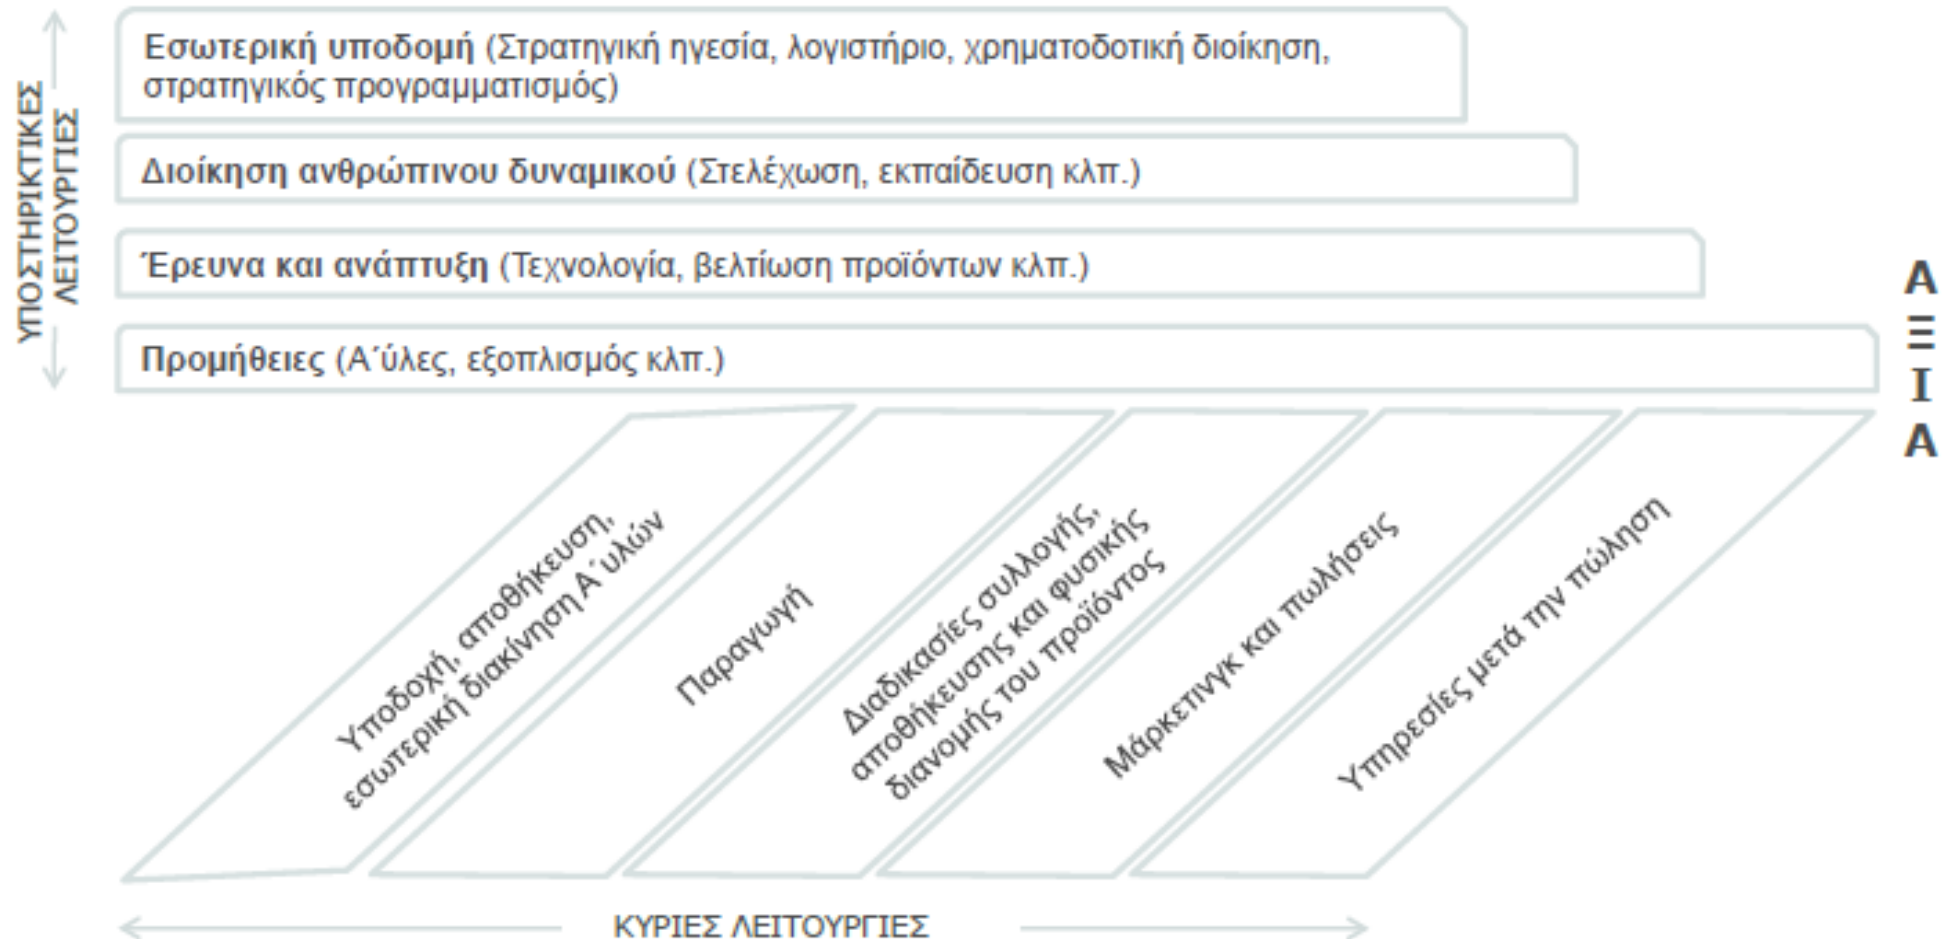 ΥΠΟΣΤΗΡΙΚΤΙΚΕΣ
ΛΕΙΤΟΥΡΓΙΕΣ
Εσωτερική υποδομή (Στρατηγική ηγεσία, λογιστήριο, χρηματοδοτική διοίκηση,
στρατηγικός προγραμματισμός)
Διοίκηση ανθρώπινου δυναμικού (Στελέχωση, εκπαίδευση κλπ.)
Έρευνα και ανάπτυξη (Τεχνολογία, βελτίωση προϊόντων κλπ.)
Προμήθειες (Α΄ύλες, εξοπλισμός κλπ.)
Α
Ξ
Ι
Α
Υποδοχή, αποθήκευση,
εσωτερική διακίνηση Α΄υλών
Παραγωγή
Διαδικασίες συλλογής,
αποθήκευσης και φυσικής
διανομής του προϊόντος
Μάρκετινγκ και πωλήσεις
Υπηρεσίες μετά την πώληση
ΚΥΡΙΕΣ ΛΕΙΤΟΥΡΓΙΕΣ